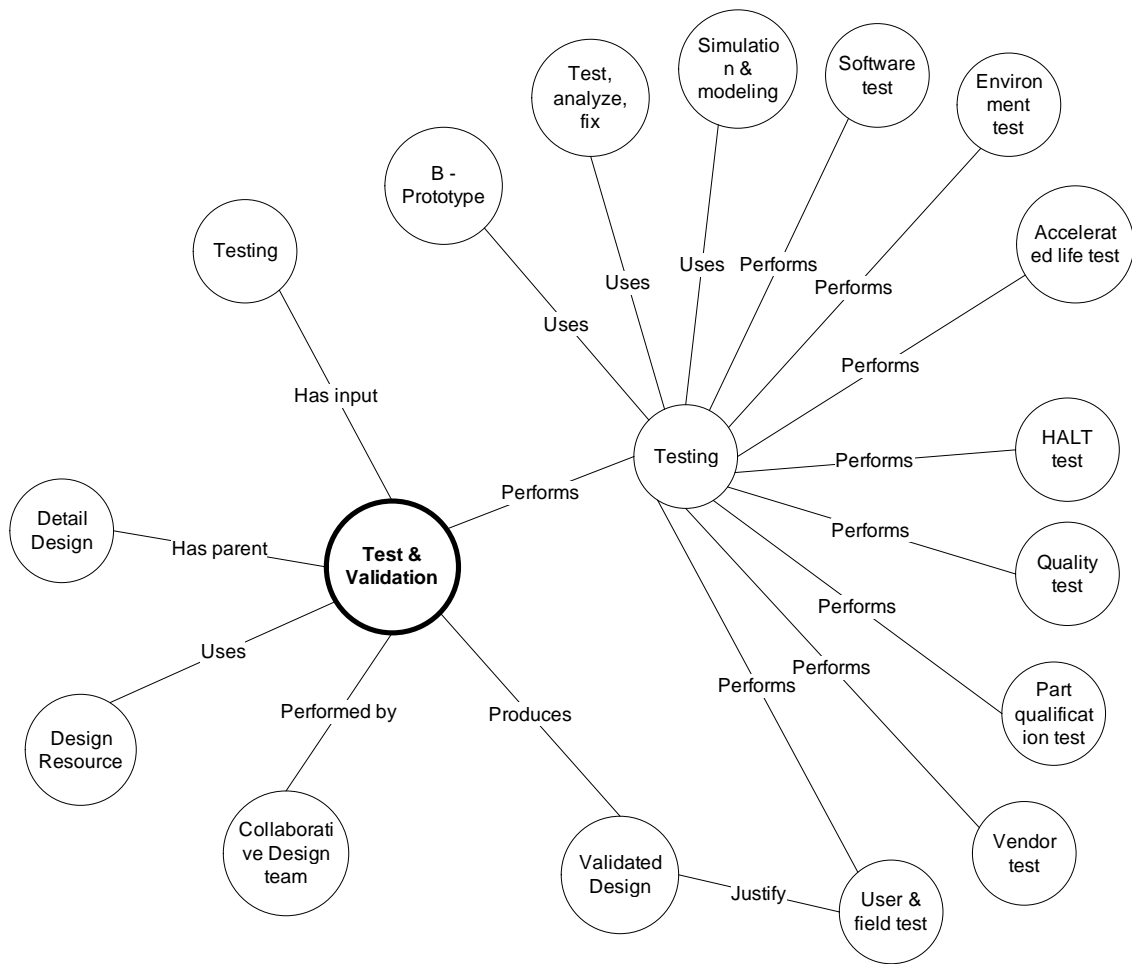 Simulatio
n &
modeling
Software
test
Test,
analyze,
fix
Environ
ment
test
B -
Prototype
Accelerat
ed life test
Testing
Uses
Uses
Performs
Performs
Uses
Performs
Has input
Testing
HALT
test
Performs
Performs
Performs
Detail
Design
Has parent
Test &
Validation
Quality
test
Performs
Uses
Performs
Performs
Part
qualificat
ion test
Performed by
Produces
Design
Resource
Collaborati
ve Design
team
Validated
Design
Vendor
test
Justify
User &
field test